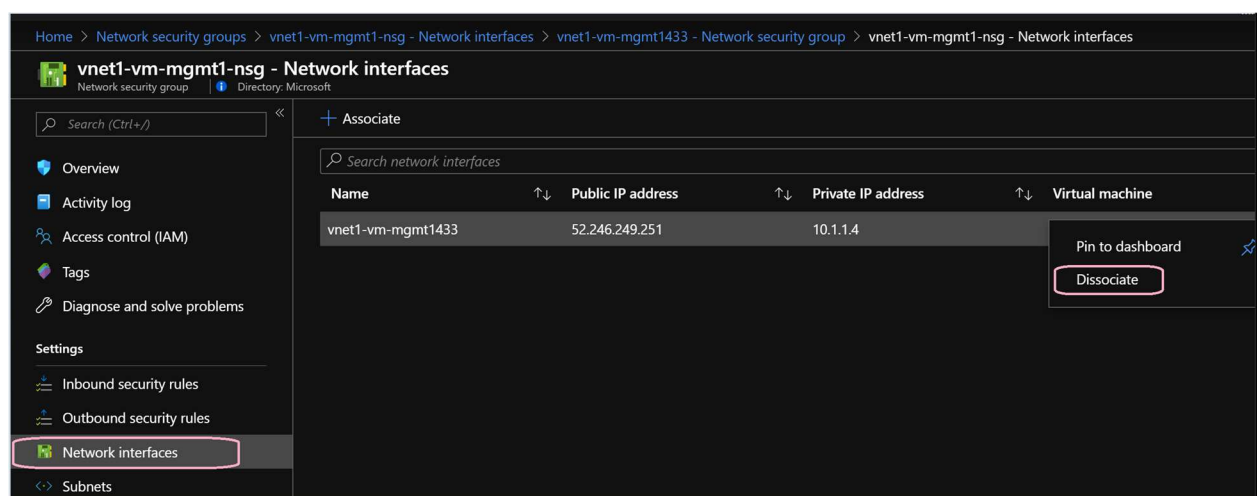 Home > Network security groups > vnet1-vm-mgmt1-nsg - Network interfaces > vnet1-vm-mgmt1433 - Network security group > vnet1-vm-mgmt1-nsg - Network interfaces
vnet1-vm-mgmt1-nsg - Network interfaces
Network security group Directory: Microsoft
Search (Ctrl+/)
Overview
Activity log
Access control (IAM)
Tags
Diagnose and solve problems
Settings
Inbound security rules
Outbound security rules
Network interfaces
Subnets
+ Associate
Search network interfaces
Name Public IP address Private IP address Virtual machine
vnet1-vm-mgmt1433 52.246.249.251 10.1.1.4
Pin to dashboard
Dissociate